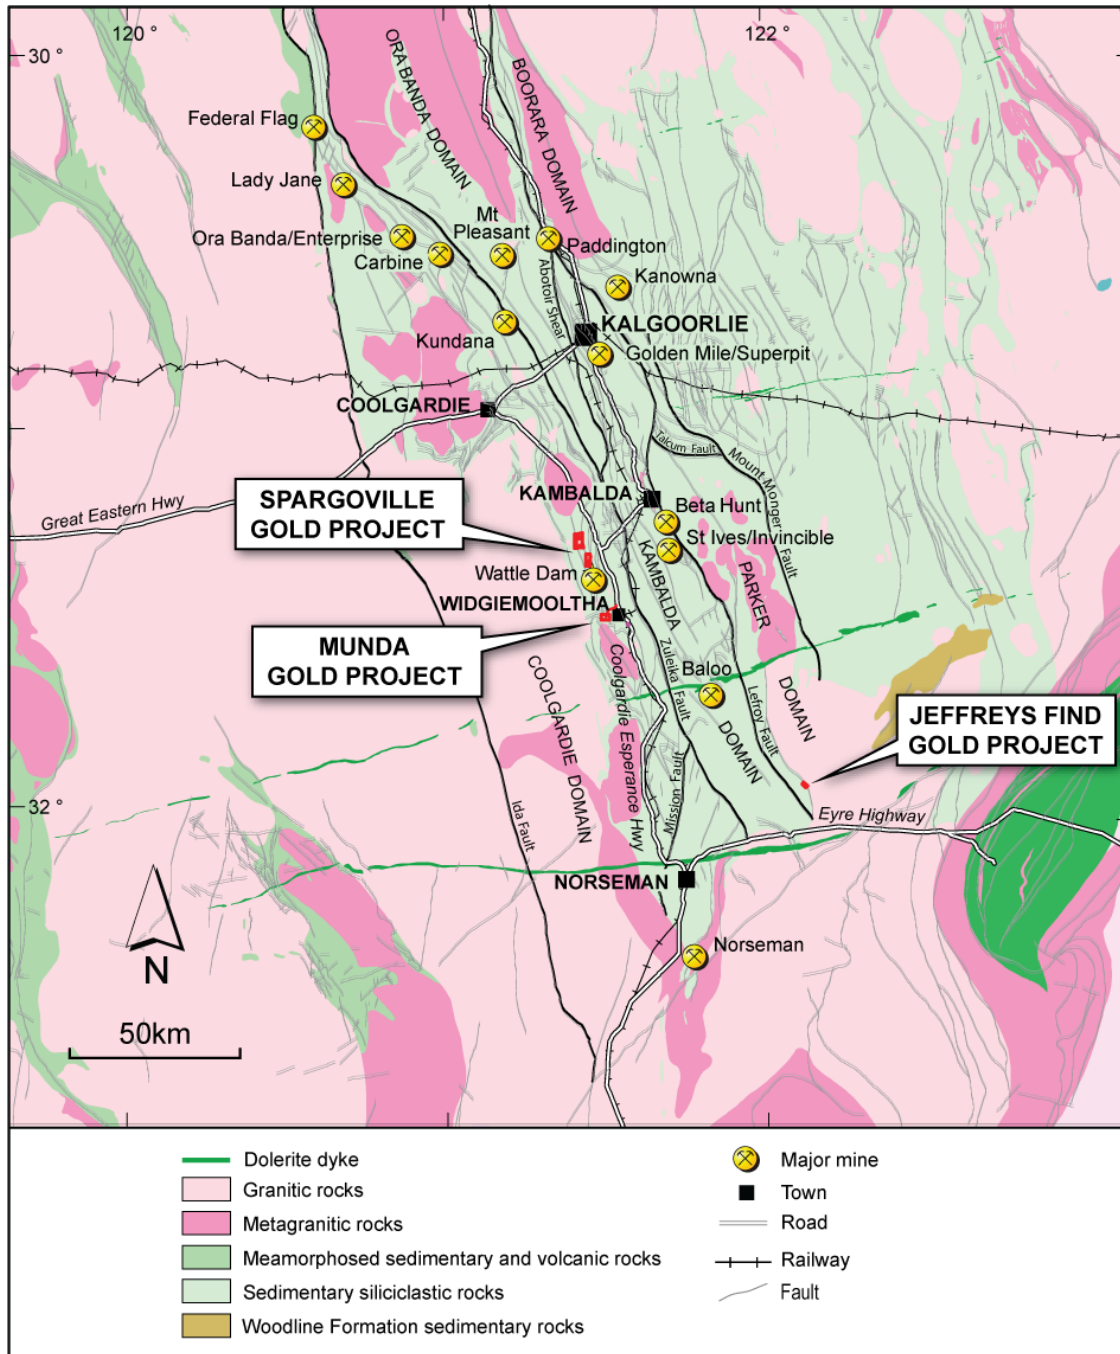 120 °
122 °
30 °
ORA BANDA DOMAIN
BOORARA DOMAIN
Federal Flag
Lady Jane
Mt
Pleasant
Ora Banda/Enterprise
Paddington
Carbine
Kanowna
Abotoir Shear
KALGOORLIE
Kundana
Golden Mile/Superpit
COOLGARDIE
Talcum Fault
Mount Monger Fault
Great Eastern Hwy
SPARGOVILLE
GOLD PROJECT
KAMBALDA
Beta Hunt
St Ives/Invincible
Wattle Dam
KAMBALDA DOMAIN
PARKER DOMAIN
WIDGIEMOOLTHA
MUNDA
GOLD PROJECT
COOLGARDIE DOMAIN
Coolgardie Esperance Hwy
Zuleika Fault
Baloo
Lefroy Fault
JEFFREYS FIND
GOLD PROJECT
32 °
Ida Fault
Mission Fault
Eyre Highway
NORSEMAN
Norseman
N
50km
Dolerite dyke
Granitic rocks
Metagranitic rocks
Meamorphosed sedimentary and volcanic rocks
Sedimentary siliciclastic rocks
Woodline Formation sedimentary rocks
Major mine
Town
Road
Railway
Fault